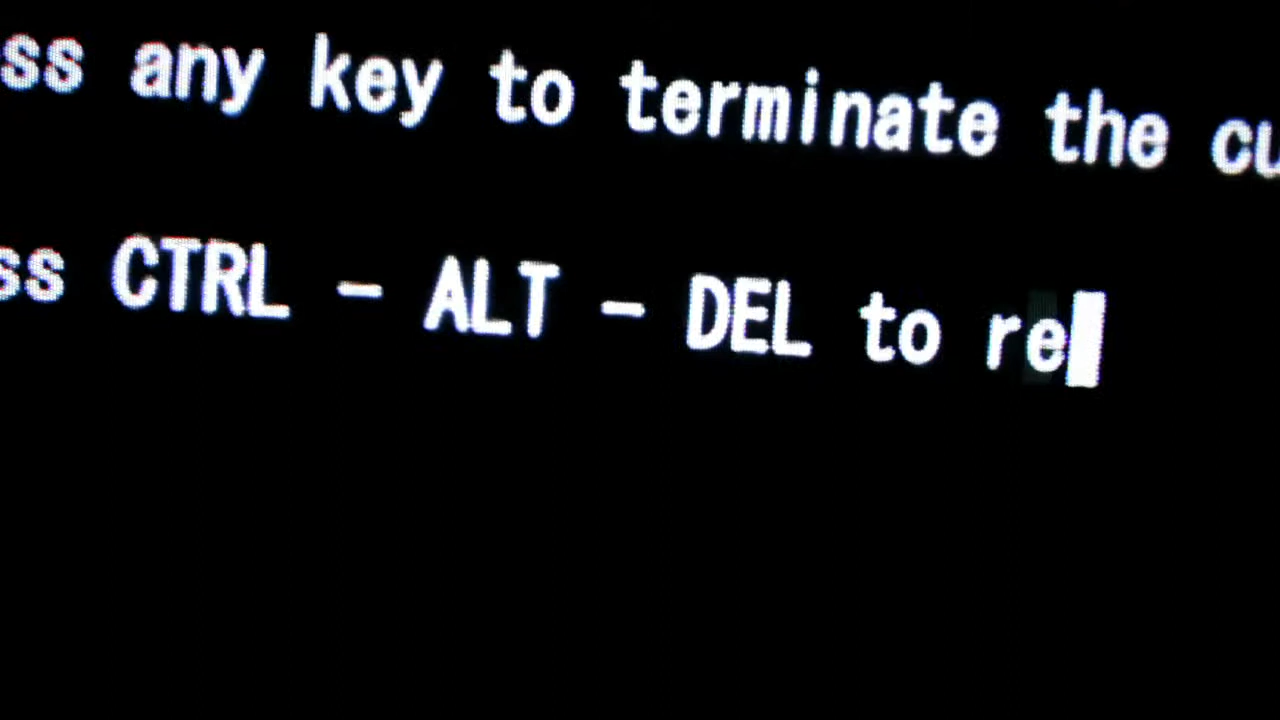 ss any key to terminate the cu
ss CTRL - ALT - DEL to re